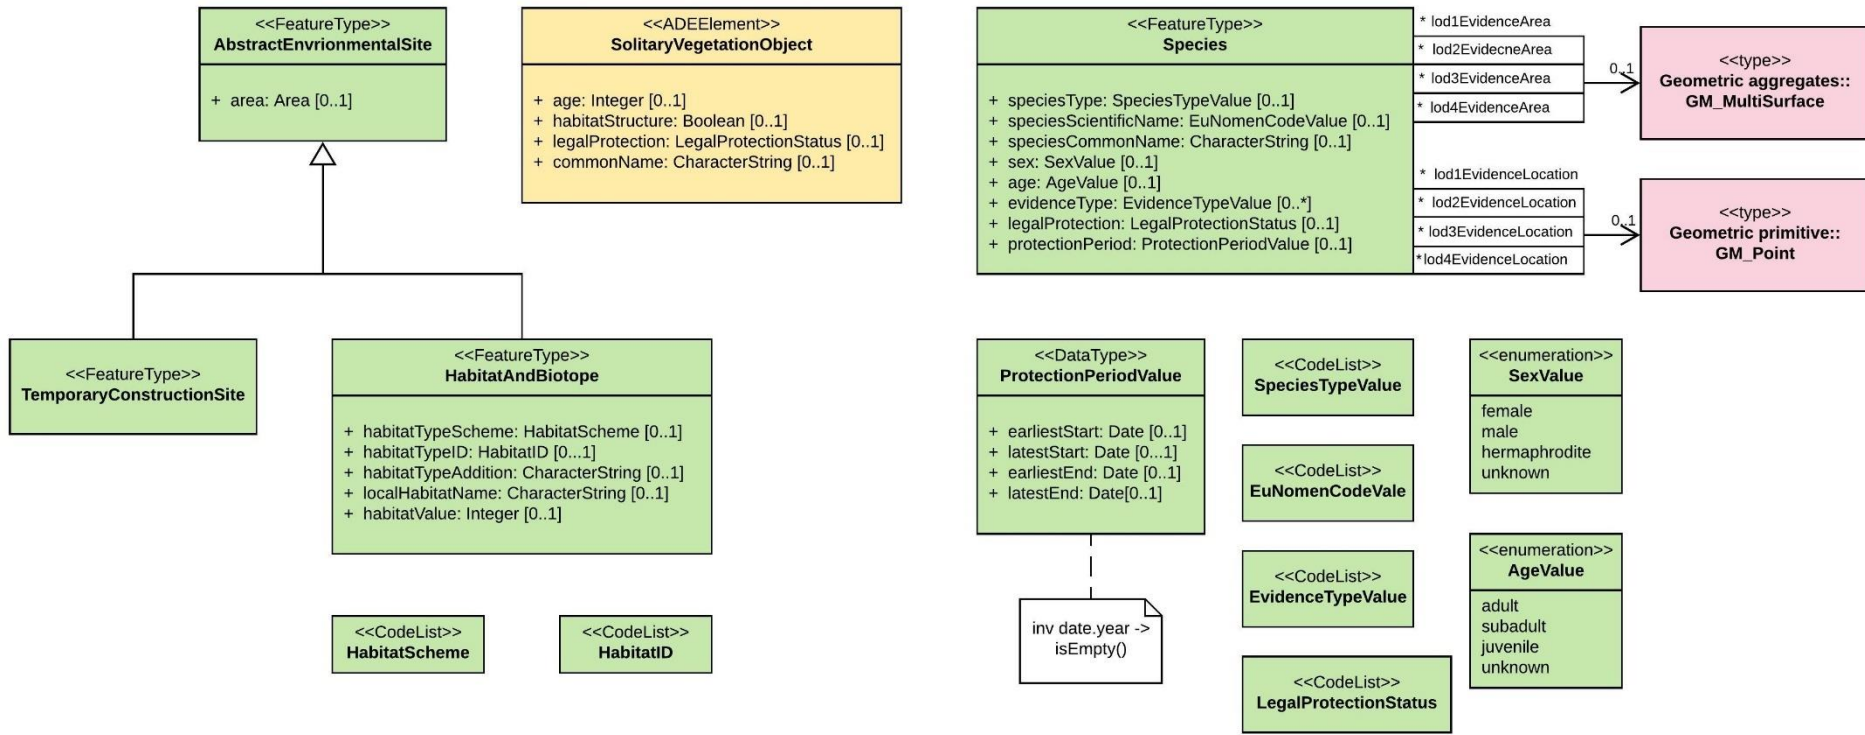 <<FeatureType>>
AbstractEnvrionmentalSite
+ area: Area [0..1]
<<ADEElement>>
SolitaryVegetationObject
+ age: Integer [0..1]
+ habitatStructure: Boolean [0..1]
+ legalProtection: LegalProtectionStatus [0..1]
+ commonName: CharacterString [0..1]
<<FeatureType>>
Species
+ speciesType: SpeciesTypeValue [0..1]
+ speciesScientificName: EuNomenCodeValue [0..1]
+ speciesCommonName: CharacterString [0..1]
+ sex: SexValue [0..1]
+ age: AgeValue [0..1]
+ evidenceType: EvidenceTypeValue [0..*]
+ legalProtection: LegalProtectionStatus [0..1]
+ protectionPeriod: ProtectionPeriodValue [0..1]
* lod1EvidenceArea
* lod2EvidecneArea
* lod3EvidenceArea
* lod4EvidenceArea
0..1
<<type>>
Geometric aggregates::
GM_MultiSurface
* lod1EvidenceLocation
* lod2EvidenceLocation
* lod3EvidenceLocation
*lod4EvidenceLocation
0..1
<<type>>
Geometric primitive::
GM_Point
<<FeatureType>>
TemporaryConstructionSite
<<FeatureType>>
HabitatAndBiotope
+ habitatTypeScheme: HabitatScheme [0..1]
+ habitatTypeID: HabitatID [0...1]
+ habitatTypeAddition: CharacterString [0..1]
+ localHabitatName: CharacterString [0..1]
+ habitatValue: Integer [0..1]
<<CodeList>>
HabitatScheme
<<CodeList>>
HabitatID
<<DataType>>
ProtectionPeriodValue
+ earliestStart: Date [0..1]
+ latestStart: Date [0...1]
+ earliestEnd: Date [0..1]
+ latestEnd: Date[0..1]
inv date.year ->
isEmpty()
<<CodeList>>
SpeciesTypeValue
<<CodeList>>
EuNomenCodeVale
<<CodeList>>
EvidenceTypeValue
<<CodeList>>
LegalProtectionStatus
<<enumeration>>
SexValue
female
male
hermaphrodite
unknown
<<enumeration>>
AgeValue
adult
subadult
juvenile
unknown